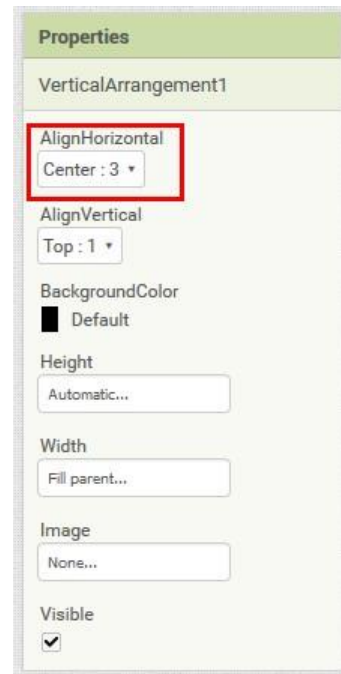 Properties
VerticalArrangement1
AlignHorizontal
Center : 3
AlignVertical
Top : 1
BackgroundColor
Default
Height
Automatic...
Width
Fill parent...
Image
None...
Visible